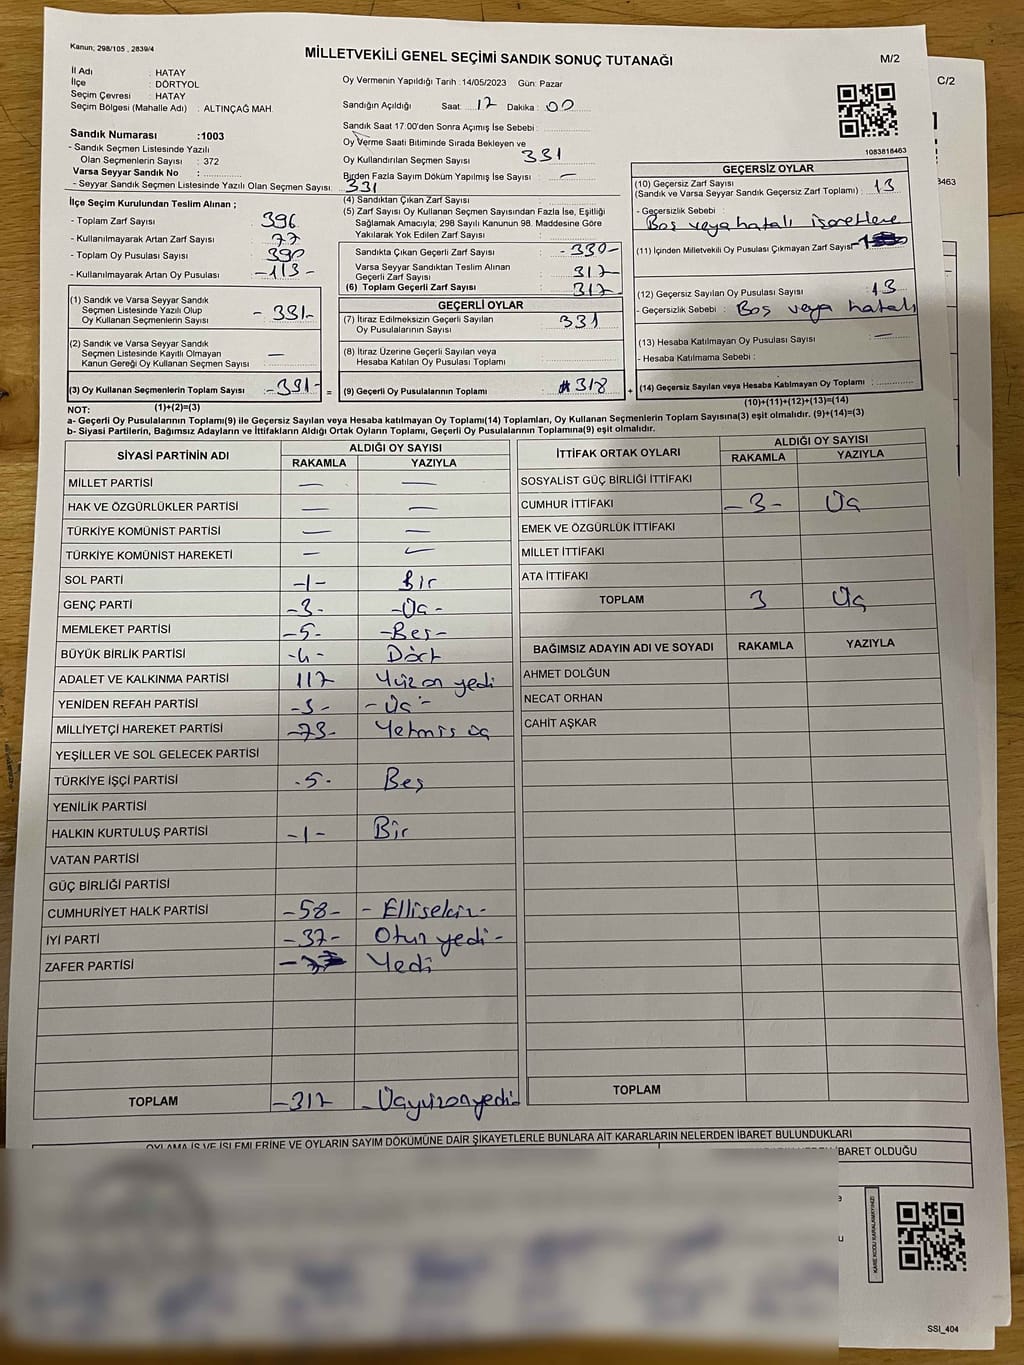 Kanun; 298/105 , 2839/4
MİLLETVEKİLİ GENEL SEÇİMİ SANDIK SONUÇ TUTANAĞI
M/2
C/2
İl Adı : HATAY
İlçe : DÖRTYOL
Seçim Çevresi : HATAY
Seçim Bölgesi (Mahalle Adı) : ALTINÇAĞ MAH.
Oy Vermenin Yapıldığı Tarih : 14/05/2023 Gün: Pazar
Sandığın Açıldığı Saat: 17 Dakika : 00
Sandık Saat 17:00'den Sonra Açımış İse Sebebi :
Oy Verme Saati Bitiminde Sırada Bekleyen ve
Oy Kullandırılan Seçmen Sayısı 331
Birden Fazla Sayım Döküm Yapılmış İse Sayısı : —
1083818463
3463
Sandık Numarası :1003
- Sandık Seçmen Listesinde Yazılı
Olan Seçmenlerin Sayısı : 372
Varsa Seyyar Sandık No :
- Seyyar Sandık Seçmen Listesinde Yazılı Olan Seçmen Sayısı: 331
İlçe Seçim Kurulundan Teslim Alınan ;
- Toplam Zarf Sayısı 396
- Kullanılmayarak Artan Zarf Sayısı : 77
- Toplam Oy Pusulası Sayısı : 390
- Kullanılmayarak Artan Oy Pusulası -113-
(1) Sandık ve Varsa Seyyar Sandık
Seçmen Listesinde Yazılı Olup
Oy Kullanan Seçmenlerin Sayısı - 331-
(2) Sandık ve Varsa Seyyar Sandık
Seçmen Listesinde Kayıtlı Olmayan
Kanun Gereği Oy Kullanan Seçmen Sayısı : —
(3) Oy Kullanan Seçmenlerin Toplam Sayısı -331- =
(4) Sandıktan Çıkan Zarf Sayısı :
(5) Zarf Sayısı Oy Kullanan Seçmen Sayısından Fazla İse, Eşitliği
Sağlamak Amacıyla, 298 Sayılı Kanunun 98. Maddesine Göre
Yakılarak Yok Edilen Zarf Sayısı :
Sandıkta Çıkan Geçerli Zarf Sayısı -330-
Varsa Seyyar Sandıktan Teslim Alınan
Geçerli Zarf Sayısı : 317
(6) Toplam Geçerli Zarf Sayısı : 317
GEÇERLİ OYLAR
(7) İtiraz Edilmeksizin Geçerli Sayılan
Oy Pusulalarının Sayısı : 331
(8) İtiraz Üzerine Geçerli Sayılan veya
Hesaba Katılan Oy Pusulası Toplamı
(9) Geçerli Oy Pusulalarının Toplamı : 318 +
GEÇERSİZ OYLAR
(10) Geçersiz Zarf Sayısı
(Sandık ve Varsa Seyyar Sandık Geçersiz Zarf Toplamı) : 13
- Geçersizlik Sebebi :
Boş veya hatalı işaretleme
(11) İçinden Milletvekili Oy Pusulası Çıkmayan Zarf Sayısı
(12) Geçersiz Sayılan Oy Pusulası Sayısı : 13
- Geçersizlik Sebebi : Boş veya hatalı
(13) Hesaba Katılmayan Oy Pusulası Sayısı : —
- Hesaba Katılmama Sebebi :
(14) Geçersiz Sayılan veya Hesaba Katılmayan Oy Toplamı :
(10)+(11)+(12)+(13)=(14)
NOT: (1)+(2)=(3)
a- Geçerli Oy Pusulalarının Toplamı(9) ile Geçersiz Sayılan veya Hesaba katılmayan Oy Toplamı(14) Toplamları, Oy Kullanan Seçmenlerin Toplam Sayısına(3) eşit olmalıdır. (9)+(14)=(3)
b- Siyasi Partilerin, Bağımsız Adayların ve İttifakların Aldığı Ortak Oyların Toplamı, Geçerli Oy Pusulalarının Toplamına(9) eşit olmalıdır.
SİYASİ PARTİNİN ADI
ALDIĞI OY SAYISI
RAKAMLA YAZIYLA
MİLLET PARTİSİ — —
HAK VE ÖZGÜRLÜKLER PARTİSİ — —
TÜRKİYE KOMÜNİST PARTİSİ — —
TÜRKİYE KOMÜNİST HAREKETİ — —
SOL PARTİ -1- Bir
GENÇ PARTİ -3- -Üç-
MEMLEKET PARTİSİ -5- -Beş-
BÜYÜK BİRLİK PARTİSİ -4- Dört
ADALET VE KALKINMA PARTİSİ 117 Yüz on yedi
YENİDEN REFAH PARTİSİ -3- -Üç-
MİLLİYETÇİ HAREKET PARTİSİ -73- Yetmiş üç
YEŞİLLER VE SOL GELECEK PARTİSİ
TÜRKİYE İŞÇİ PARTİSİ -5- Beş
YENİLİK PARTİSİ
HALKIN KURTULUŞ PARTİSİ -1- Bir
VATAN PARTİSİ
GÜÇ BİRLİĞİ PARTİSİ
CUMHURİYET HALK PARTİSİ -58- - Ellisekiz-
İYİ PARTİ -37- Otuz yedi-
ZAFER PARTİSİ Yedi
TOPLAM -317 - Üçyüzonyedi-
İTTİFAK ORTAK OYLARI
ALDIĞI OY SAYISI
RAKAMLA YAZIYLA
SOSYALİST GÜÇ BİRLİĞİ İTTİFAKI
CUMHUR İTTİFAKI -3- Üç
EMEK VE ÖZGÜRLÜK İTTİFAKI
MİLLET İTTİFAKI
ATA İTTİFAKI
TOPLAM 3 Üç
BAĞIMSIZ ADAYIN ADI VE SOYADI RAKAMLA YAZIYLA
AHMET DOLĞUN
NECAT ORHAN
CAHİT AŞKAR
TOPLAM
OYLAMA İŞ VE İŞLEMLERİNE VE OYLARIN SAYIM DÖKÜMÜNE DAİR ŞİKAYETLERLE BUNLARA AİT KARARLARIN NELERDEN İBARET BULUNDUKLARI
İBARET OLDUĞU
KARE KODU KARALAMAYINIZ!
SSİ_404